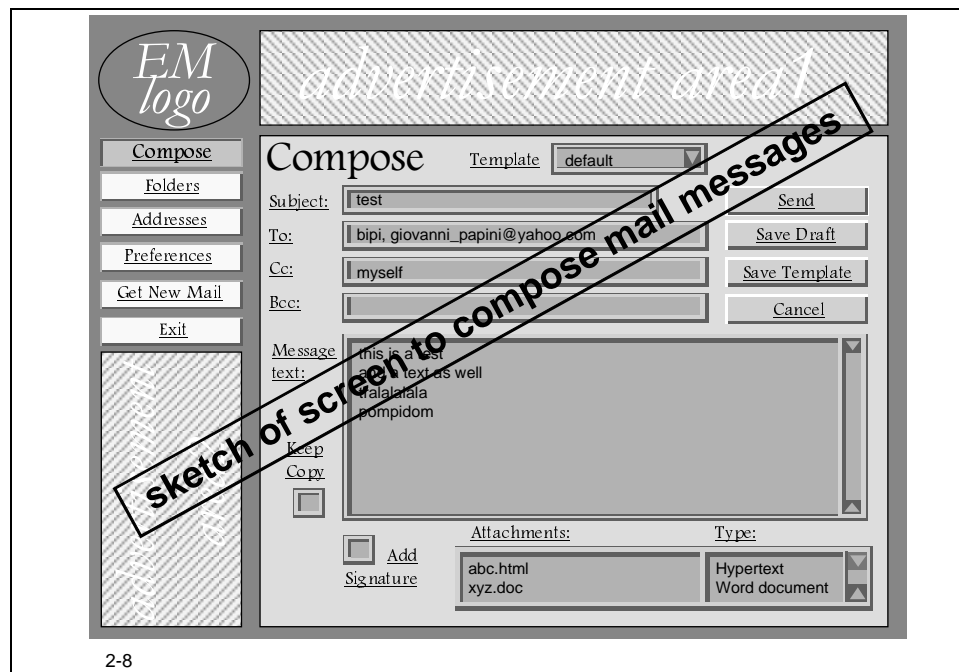 EM
logo
advertisement area1
Compose
Folders
Addresses
Preferences
Get New Mail
Exit
Compose
Template default
Subject: test
To: bipi, giovanni_papini@yahoo.com
Cc: myself
Bcc:
Send
Save Draft
Save Template
Cancel
Message
text:
this is a test
and a text as well
tralalalala
pompidom
Keep
Copy
Add
Signature
Attachments: Type:
abc.html Hypertext
xyz.doc Word document
advertisement
sketch of screen to compose mail messages
2-8